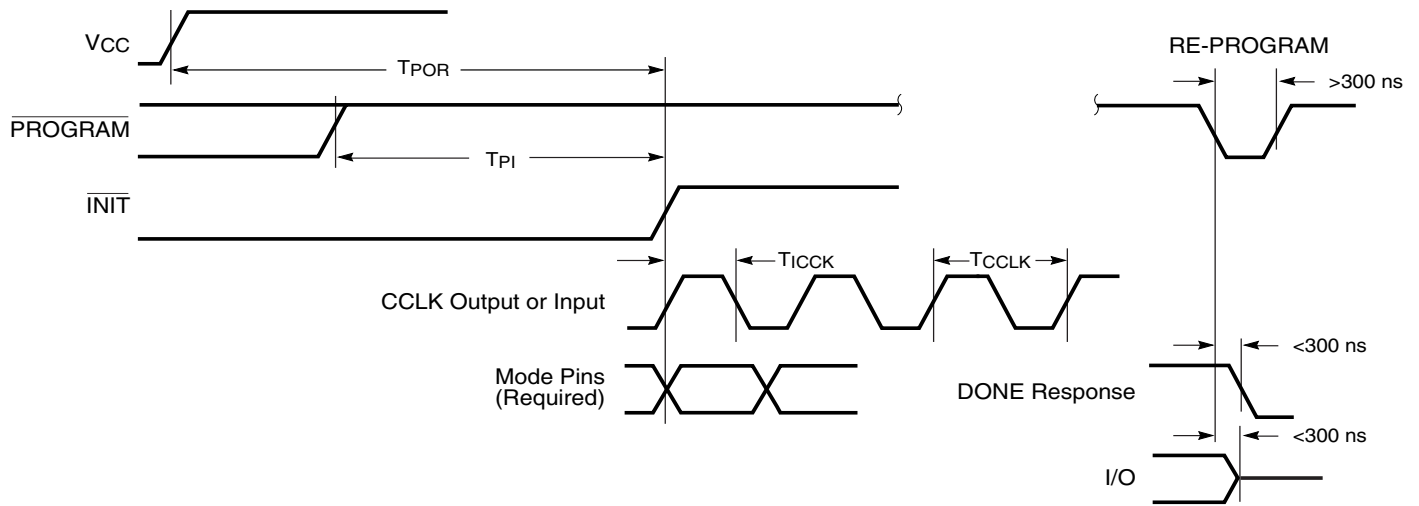 VCC
TPOR
RE-PROGRAM
>300 ns
PROGRAM
TPI
INIT
TICCK
TCCLK
CCLK Output or Input
<300 ns
Mode Pins
(Required)
DONE Response
<300 ns
I/O